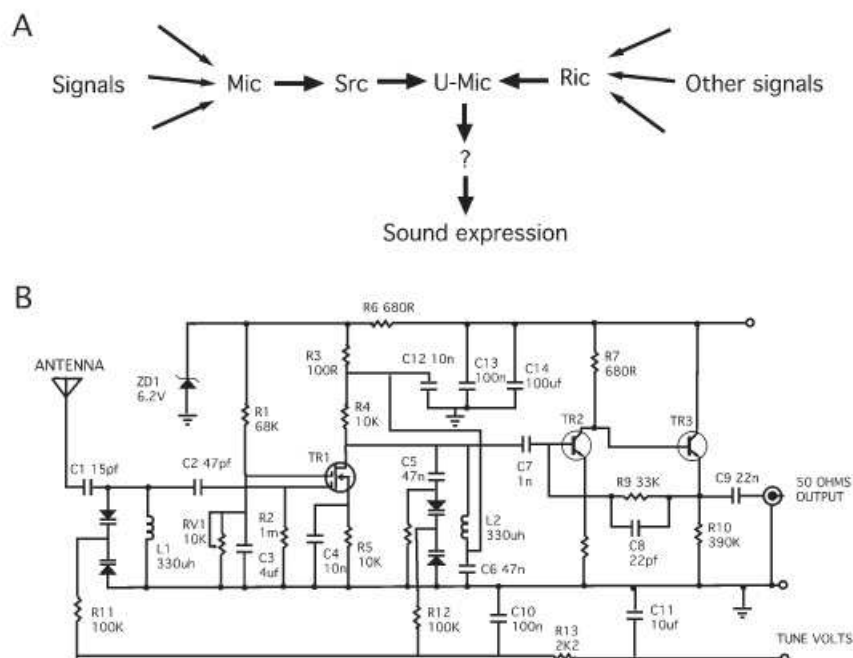 A
Signals
Mic
Src
U-Mic
Ric
Other signals
?
Sound expression
B
ANTENNA
ZD1
6.2V
R6 680R
R3
100R
C12 10n
C13
100n
C14
100uf
R7
680R
R1
68K
R4
10K
TR1
TR2
TR3
C1 15pf
C2 47pf
C5
47n
C7
1n
R9 33K
C9 22n
50 OHMS
OUTPUT
RV1
10K
R2
1m
L1
330uh
C3
4uf
C4
10n
R5
10K
L2
330uh
C8
22pf
R10
390K
C6 47n
R11
100K
R12
100K
C10
100n
R13
2K2
C11
10uf
TUNE VOLTS